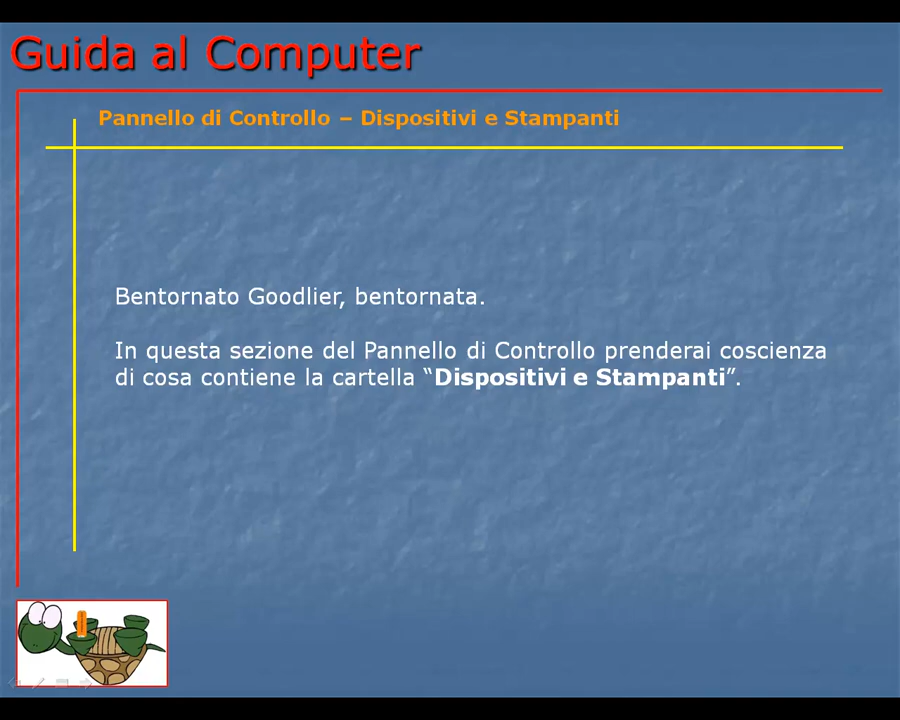 Guida al Computer
Pannello di Controllo – Dispositivi e Stampanti
Bentornato Goodlier, bentornata.
In questa sezione del Pannello di Controllo prenderai coscienza
di cosa contiene la cartella “Dispositivi e Stampanti”.